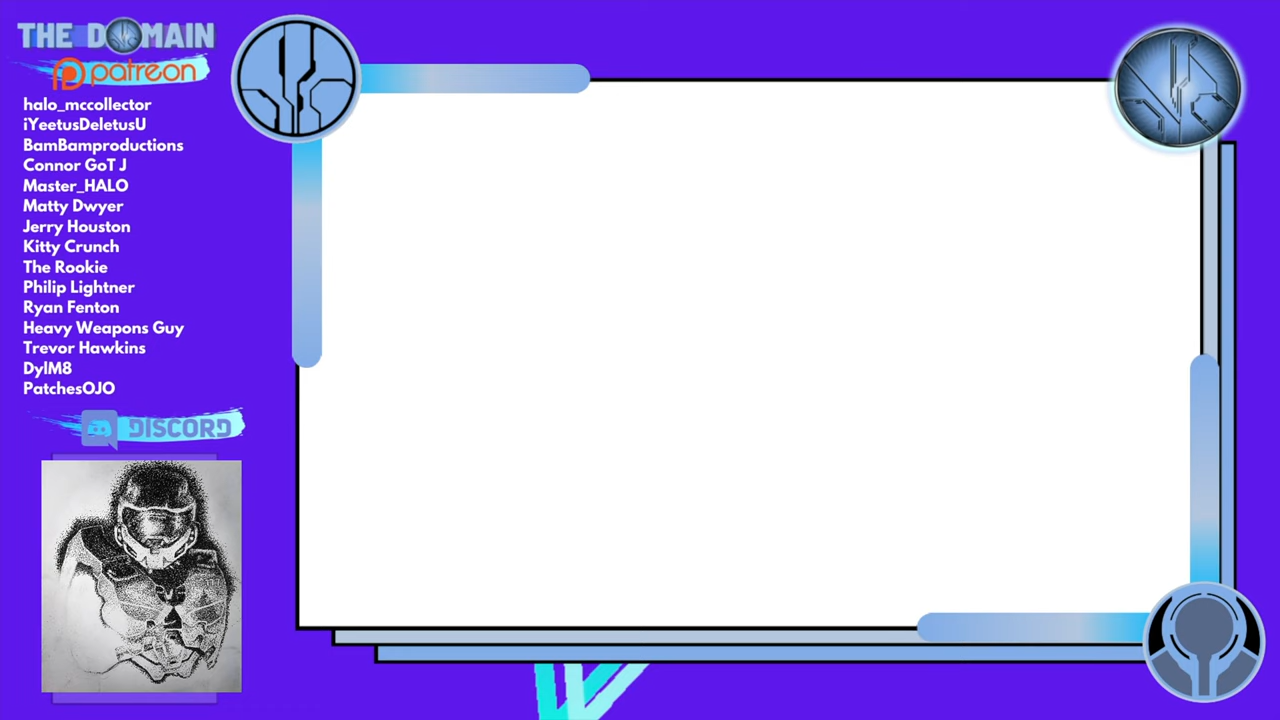 THE DOMAIN
patreon
halo_mccollector
iYeetusDeletusU
BamBamproductions
Connor GoT J
Master_HALO
Matty Dwyer
Jerry Houston
Kitty Crunch
The Rookie
Philip Lightner
Ryan Fenton
Heavy Weapons Guy
Trevor Hawkins
DylM8
PatchesOJO
DISCORD